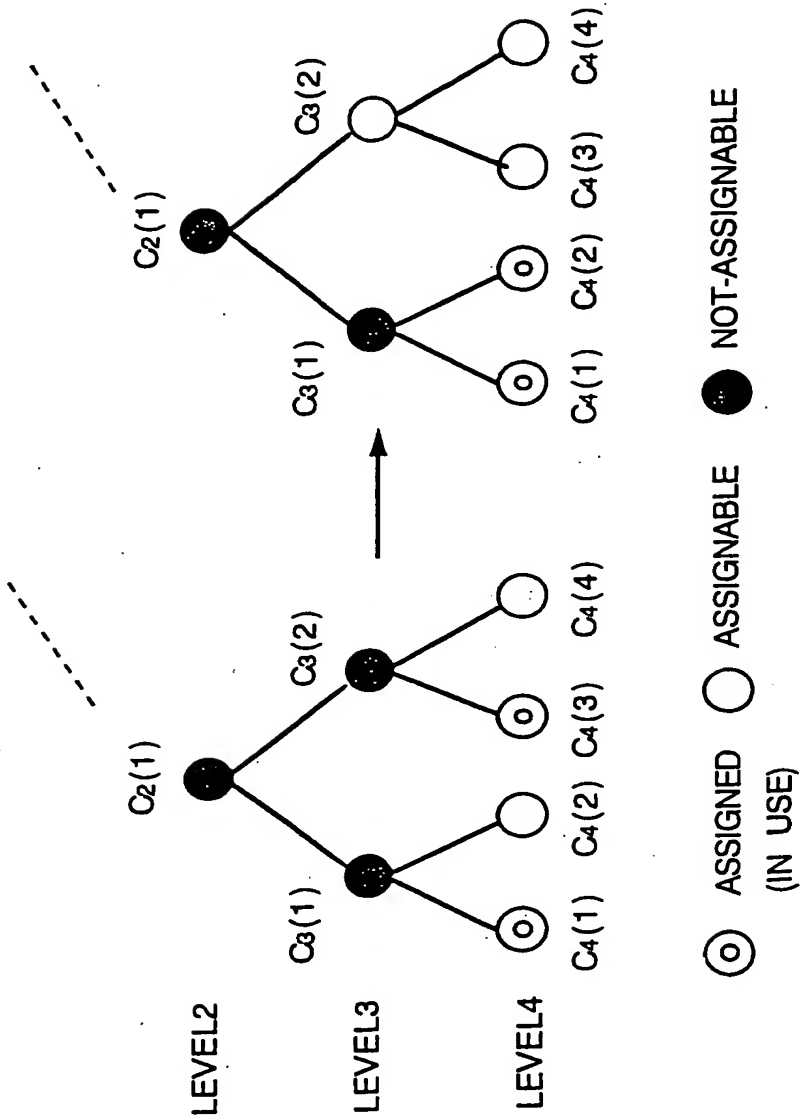 LEVEL2
C2(1)
C2(1)
LEVEL3
C3(1)
C3(2)
C3(1)
C3(2)
LEVEL4
C4(1)
C4(2)
C4(3)
C4(4)
C4(1)
C4(2)
C4(3)
C4(4)
ASSIGNED
(IN USE)
ASSIGNABLE
NOT-ASSIGNABLE